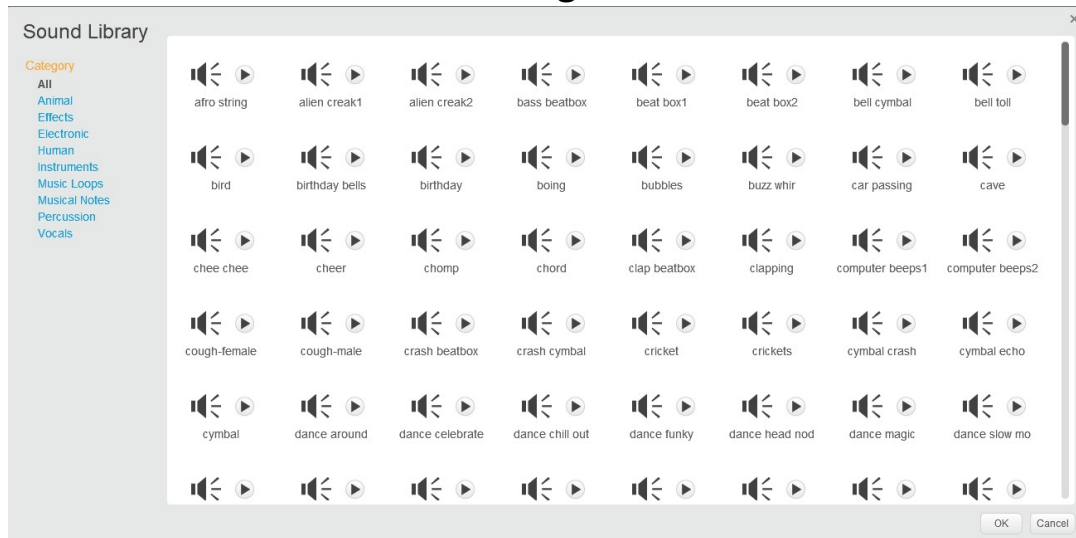 Sound Library
Category
All
Animal
Effects
Electronic
Human
Instruments
Music Loops
Musical Notes
Percussion
Vocals
afro string alien creak1 alien creak2 bass beatbox beat box1 beat box2 bell cymbal bell toll
bird birthday bells birthday boing bubbles buzz whir car passing cave
chee chee cheer chomp chord clap beatbox clapping computer beeps1 computer beeps2
cough-female cough-male crash beatbox crash cymbal cricket crickets cymbal crash cymbal echo
cymbal dance around dance celebrate dance chill out dance funky dance head nod dance magic dance slow mo
OK Cancel